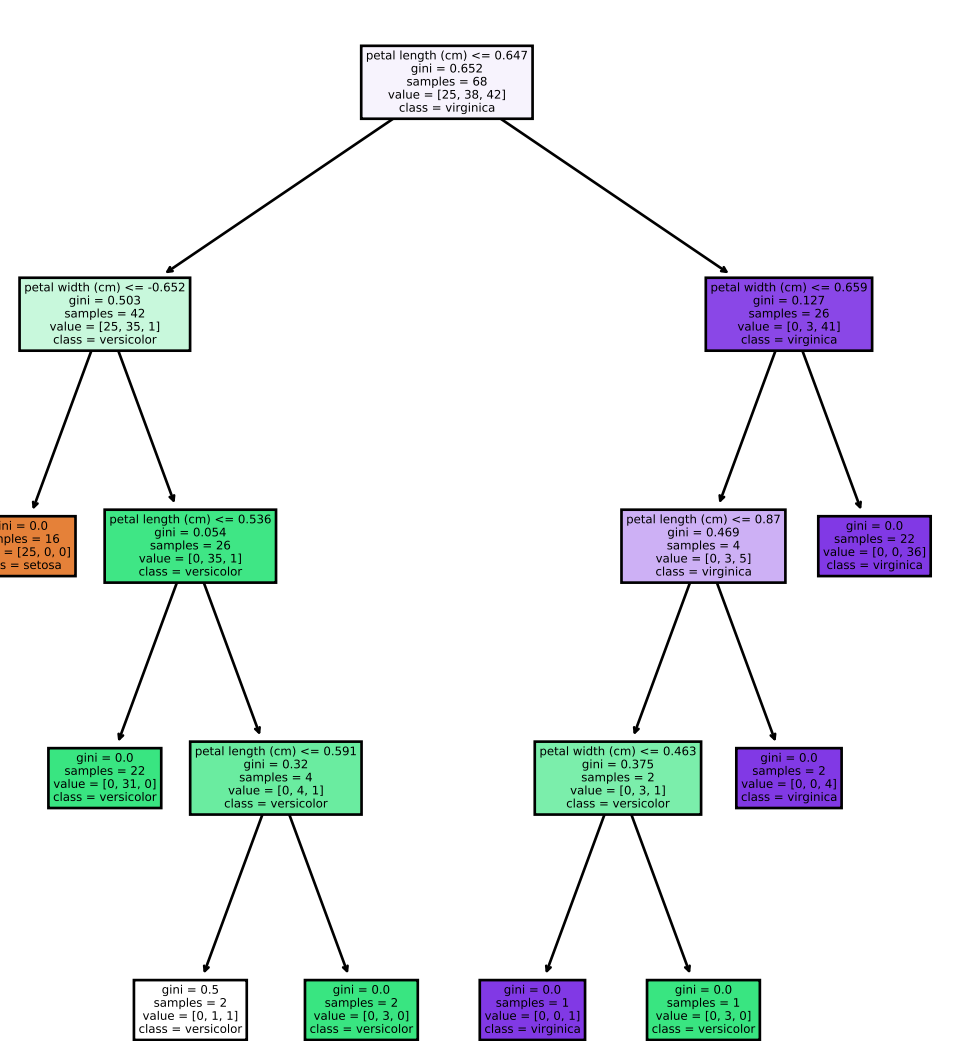 petal length (cm) <= 0.647
gini = 0.652
samples = 68
value = [25, 38, 42]
class = virginica
petal width (cm) <= -0.652
gini = 0.503
samples = 42
value = [25, 35, 1]
class = versicolor
petal width (cm) <= 0.659
gini = 0.127
samples = 26
value = [0, 3, 41]
class = virginica
ini = 0.0
ples = 16
= [25, 0, 0]
s = setosa
petal length (cm) <= 0.536
gini = 0.054
samples = 26
value = [0, 35, 1]
class = versicolor
petal length (cm) <= 0.87
gini = 0.469
samples = 4
value = [0, 3, 5]
class = virginica
gini = 0.0
samples = 22
value = [0, 0, 36]
class = virginica
gini = 0.0
samples = 22
value = [0, 31, 0]
class = versicolor
petal length (cm) <= 0.591
gini = 0.32
samples = 4
value = [0, 4, 1]
class = versicolor
petal width (cm) <= 0.463
gini = 0.375
samples = 2
value = [0, 3, 1]
class = versicolor
gini = 0.0
samples = 2
value = [0, 0, 4]
class = virginica
gini = 0.5
samples = 2
value = [0, 1, 1]
class = versicolor
gini = 0.0
samples = 2
value = [0, 3, 0]
class = versicolor
gini = 0.0
samples = 1
value = [0, 0, 1]
class = virginica
gini = 0.0
samples = 1
value = [0, 3, 0]
class = versicolor